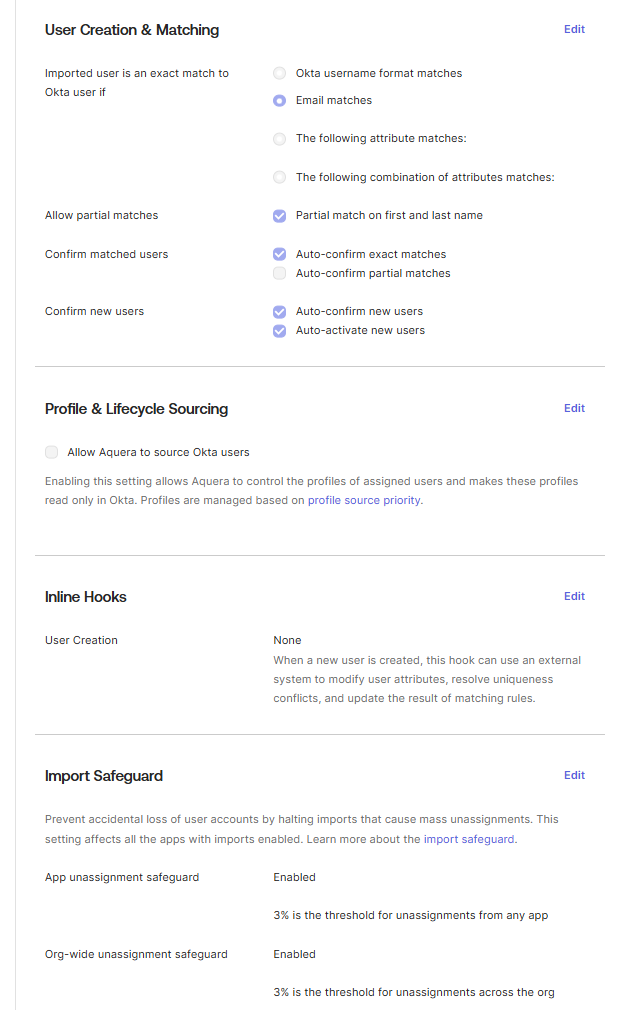 User Creation & Matching
Edit
Imported user is an exact match to
Okta user if
Okta username format matches
Email matches
The following attribute matches:
The following combination of attributes matches:
Allow partial matches
Partial match on first and last name
Confirm matched users
Auto-confirm exact matches
Auto-confirm partial matches
Confirm new users
Auto-confirm new users
Auto-activate new users
Profile & Lifecycle Sourcing
Edit
Allow Aquera to source Okta users
Enabling this setting allows Aquera to control the profiles of assigned users and makes these profiles
read only in Okta. Profiles are managed based on profile source priority.
Inline Hooks
Edit
User Creation
None
When a new user is created, this hook can use an external
system to modify user attributes, resolve uniqueness
conflicts, and update the result of matching rules.
Import Safeguard
Edit
Prevent accidental loss of user accounts by halting imports that cause mass unassignments. This
setting affects all the apps with imports enabled. Learn more about the import safeguard.
App unassignment safeguard
Enabled
3% is the threshold for unassignments from any app
Org-wide unassignment safeguard
Enabled
3% is the threshold for unassignments across the org